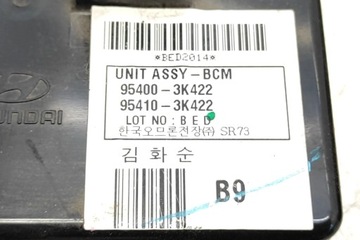 *BED2014*
UNIT ASSY-BCM
95400-3K422
95410-3K422
LOT NO: BED
한국오므론전장㈜ SR73
김화순
B9
HYUNDAI